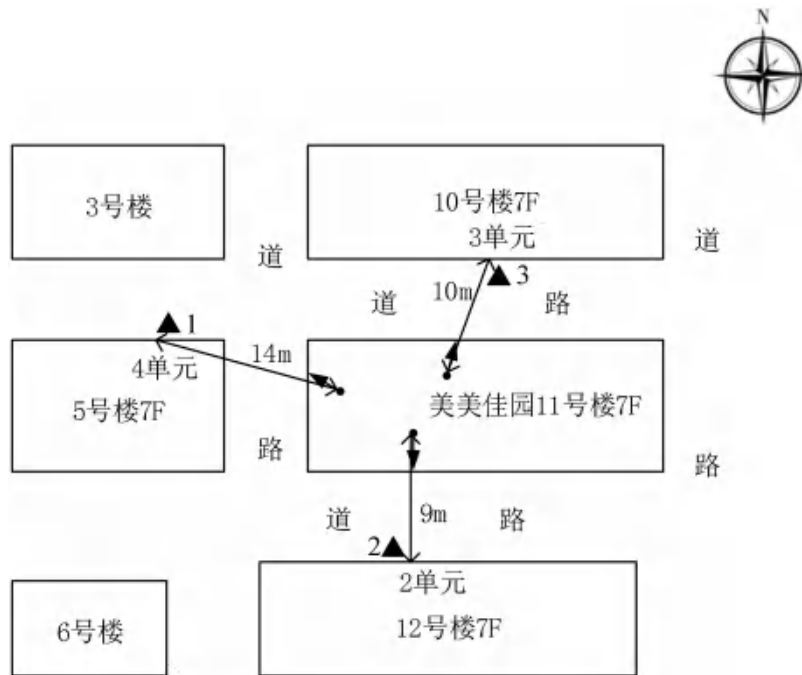 N
3号楼
10号楼7F
3单元
道
道
道
10m
路
3
1
14m
4单元
5号楼7F
美美佳园11号楼7F
路
路
道
9m
路
2
2单元
6号楼
12号楼7F